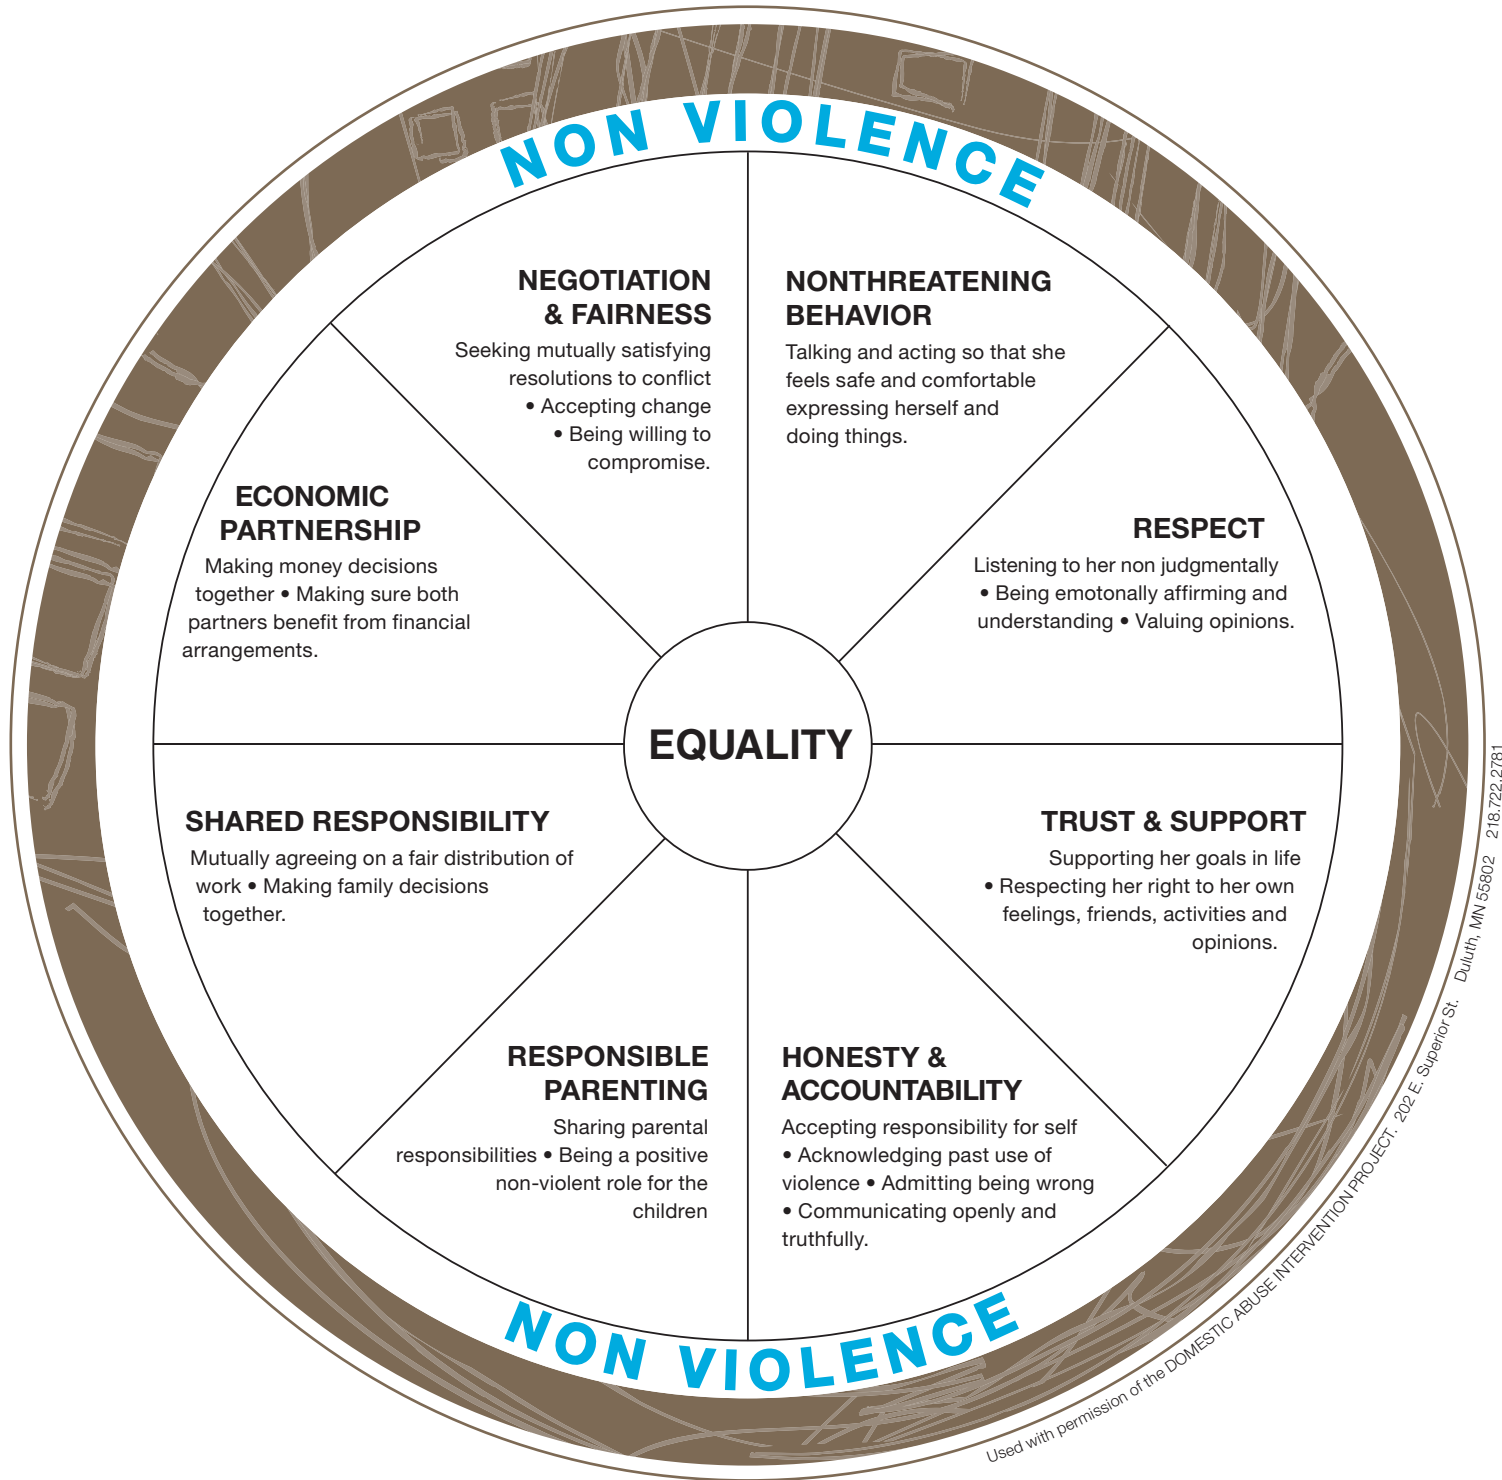 NON VIOLENCE
NEGOTIATION
& FAIRNESS
Seeking mutually satisfying
resolutions to conflict
• Accepting change
• Being willing to
compromise.
NONTHREATENING
BEHAVIOR
Talking and acting so that she
feels safe and comfortable
expressing herself and
doing things.
ECONOMIC
PARTNERSHIP
Making money decisions
together • Making sure both
partners benefit from financial
arrangements.
RESPECT
Listening to her non judgmentally
• Being emotonally affirming and
understanding • Valuing opinions.
EQUALITY
SHARED RESPONSIBILITY
Mutually agreeing on a fair distribution of
work • Making family decisions
together.
TRUST & SUPPORT
Supporting her goals in life
• Respecting her right to her own
feelings, friends, activities and
opinions.
RESPONSIBLE
PARENTING
Sharing parental
responsibilities • Being a positive
non-violent role for the
children
HONESTY &
ACCOUNTABILITY
Accepting responsibility for self
• Acknowledging past use of
violence • Admitting being wrong
• Communicating openly and
truthfully.
NON VIOLENCE
Used with permission of the DOMESTIC ABUSE INTERVENTION PROJECT. 202 E. Superior St. Duluth, MN 55802 218.722.2781